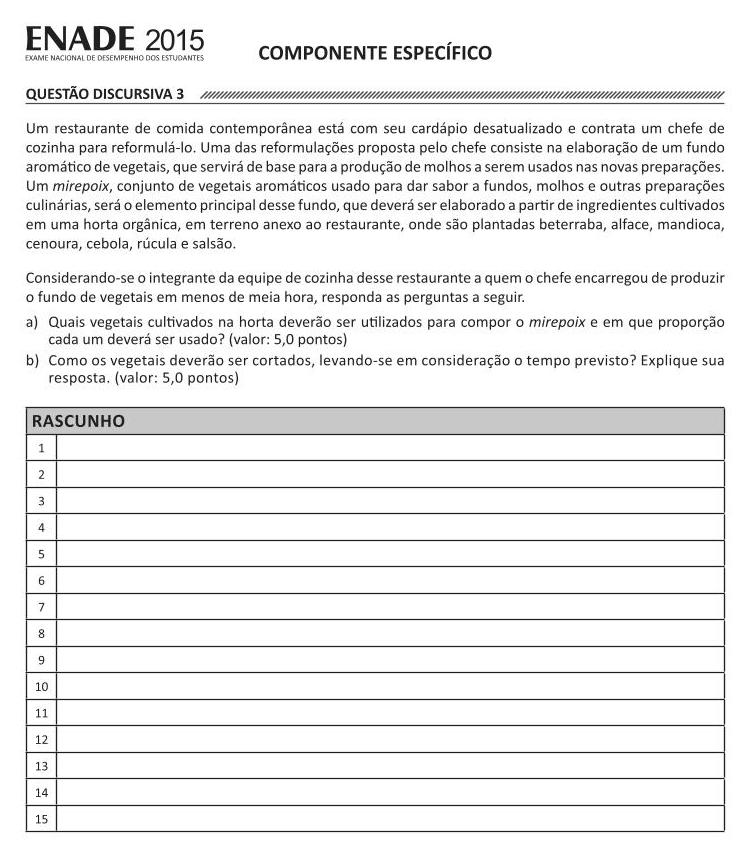 ENADE 2015
EXAME NACIONAL DE DESEMPENHO DOS ESTUDANTES
COMPONENTE ESPECÍFICO
QUESTÃO DISCURSIVA 3
Um restaurante de comida contemporânea está com seu cardápio desatualizado e contrata um chefe de
cozinha para reformulá-lo. Uma das reformulações proposta pelo chefe consiste na elaboração de um fundo
aromático de vegetais, que servirá de base para a produção de molhos a serem usados nas novas preparações.
Um mirepoix, conjunto de vegetais aromáticos usado para dar sabor a fundos, molhos e outras preparações
culinárias, será o elemento principal desse fundo, que deverá ser elaborado a partir de ingredientes cultivados
em uma horta orgânica, em terreno anexo ao restaurante, onde são plantadas beterraba, alface, mandioca,
cenoura, cebola, rúcula e salsão.
Considerando-se o integrante da equipe de cozinha desse restaurante a quem o chefe encarregou de produzir
o fundo de vegetais em menos de meia hora, responda as perguntas a seguir.
a) Quais vegetais cultivados na horta deverão ser utilizados para compor o mirepoix e em que proporção
cada um deverá ser usado? (valor: 5,0 pontos)
b) Como os vegetais deverão ser cortados, levando-se em consideração o tempo previsto? Explique sua
resposta. (valor: 5,0 pontos)
RASCUNHO
1
2
3
4
5
6
7
8
9
10
11
12
13
14
15